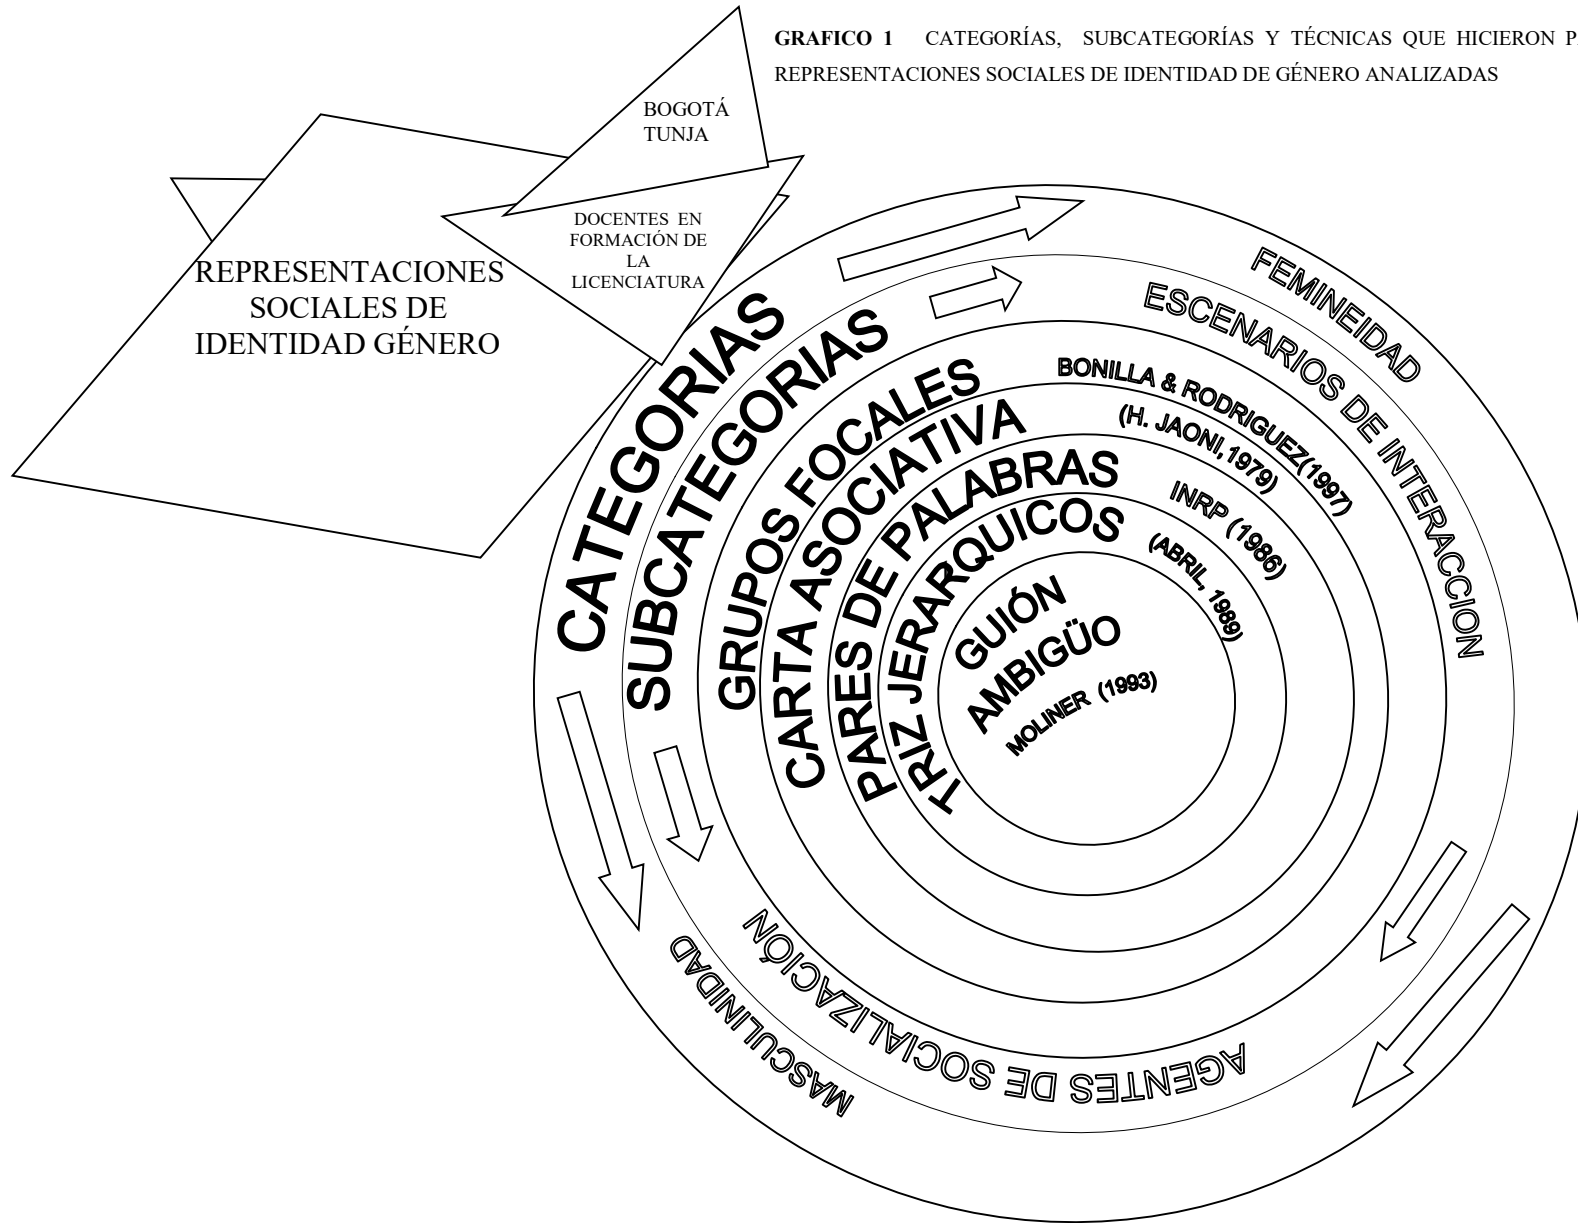 GRAFICO 1 CATEGORÍAS, SUBCATEGORÍAS Y TÉCNICAS QUE HICIERON
REPRESENTACIONES SOCIALES DE IDENTIDAD DE GÉNERO ANALIZADAS
BOGOTÁ
TUNJA
DOCENTES EN
FORMACIÓN DE
LA
LICENCIATURA
REPRESENTACIONES
SOCIALES DE
IDENTIDAD GÉNERO
CATEGORIAS
FEMINEIDAD
MASCULINIDAD
SUBCATEGORIAS
ESCENARIOS DE INTERACCION
AGENTES DE SOCIALIZACIÓN
GRUPOS FOCALES
BONILLA & RODRIGUEZ(1997)
CARTA ASOCIATIVA
(H. JAONI,1979)
PARES DE PALABRAS
INRP (1986)
TRIZ JERARQUICOS
(ABRIL, 1989)
GUIÓN
AMBIGÜO
MOLINER (1993)